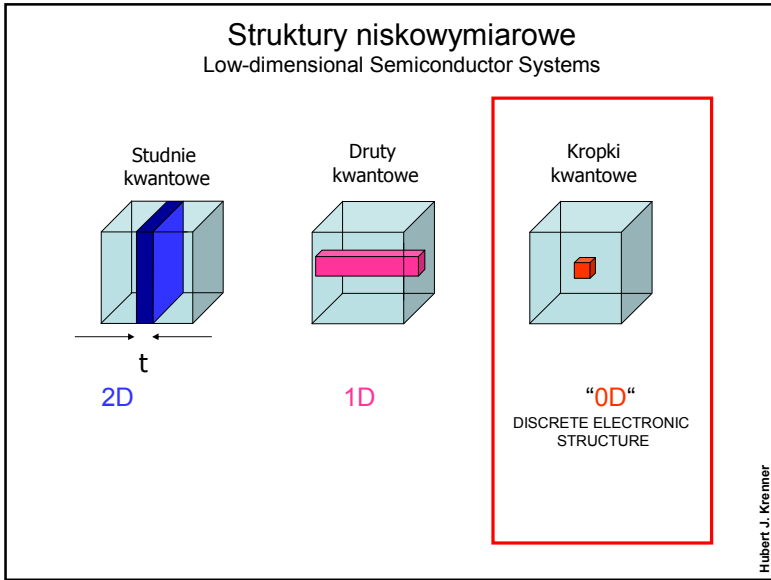 Struktury niskowymiarowe
Low-dimensional Semiconductor Systems
Studnie
kwantowe
Druty
kwantowe
Kropki
kwantowe
t
2D
1D
“0D“
DISCRETE ELECTRONIC
STRUCTURE
Hubert J. Krenner